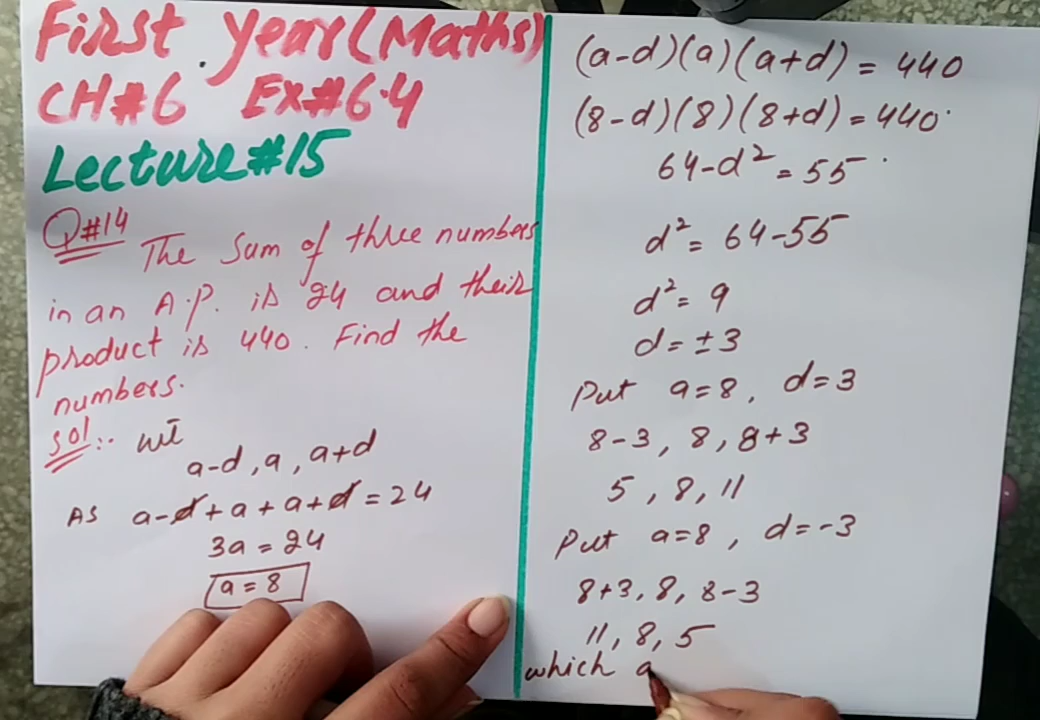 First year (Maths)
CH#6 Ex#6.4
Lecture #15
Q#14 The Sum of three numbers
in an A.P. is 24 and their
product is 440. Find the
numbers.
Sol:-
a-d, a, a+d
As a-d+a+a+d=24
3a=24
a=8
(a-d)(a)(a+d)=440
(8-d)(8)(8+d)=440
64-d²=55
d²=64-55
d²=9
d=±3
Put a=8, d=3
8-3, 8, 8+3
5, 8, 11
Put a=8, d=-3
8+3, 8, 8-3
11, 8, 5
which a